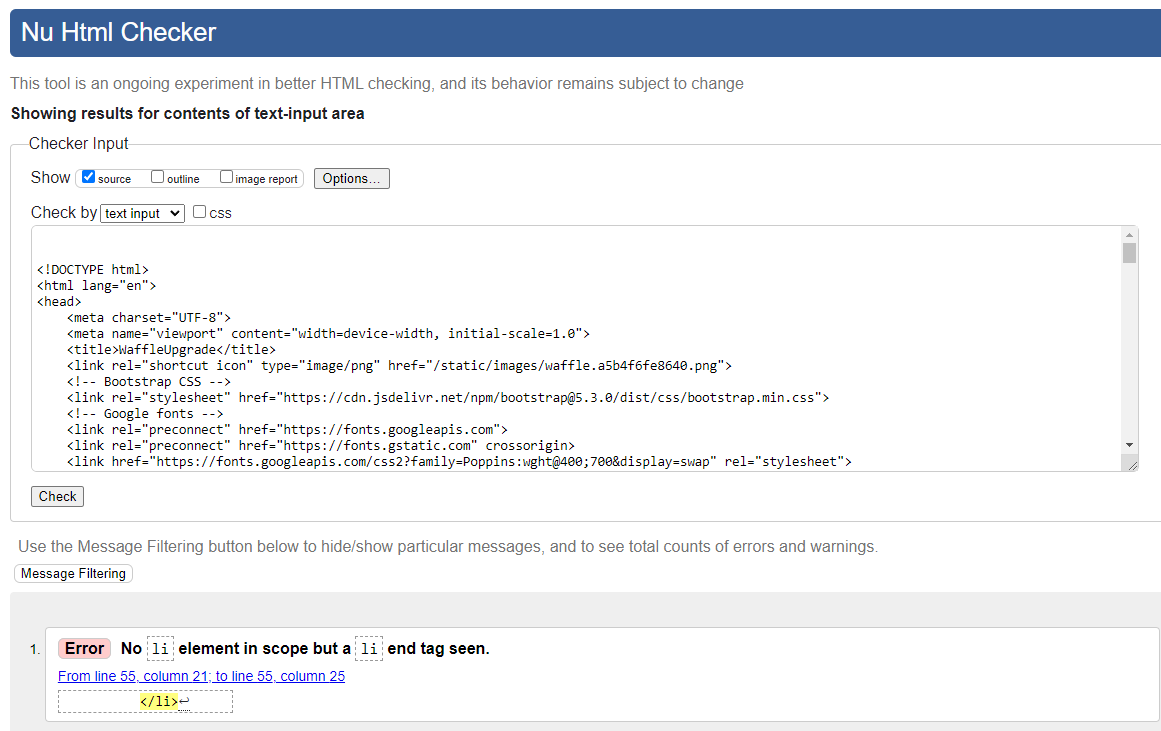 Nu Html Checker
This tool is an ongoing experiment in better HTML checking, and its behavior remains subject to change
Showing results for contents of text-input area
Checker Input
Show source outline image report Options...
Check by text input css
<!DOCTYPE html>
<html lang="en">
<head>
    <meta charset="UTF-8">
    <meta name="viewport" content="width=device-width, initial-scale=1.0">
    <title>WaffleUpgrade</title>
    <link rel="shortcut icon" type="image/png" href="/static/images/waffle.a5b4f6fe8640.png">
    <!-- Bootstrap CSS -->
    <link rel="stylesheet" href="https://cdn.jsdelivr.net/npm/bootstrap@5.3.0/dist/css/bootstrap.min.css">
    <!-- Google fonts -->
    <link rel="preconnect" href="https://fonts.googleapis.com">
    <link rel="preconnect" href="https://fonts.gstatic.com" crossorigin>
    <link href="https://fonts.googleapis.com/css2?family=Poppins:wght@400;700&display=swap" rel="stylesheet">
Check
Use the Message Filtering button below to hide/show particular messages, and to see total counts of errors and warnings.
Message Filtering
1. Error No li element in scope but a li end tag seen.
From line 55, column 21; to line 55, column 25
</li>↩